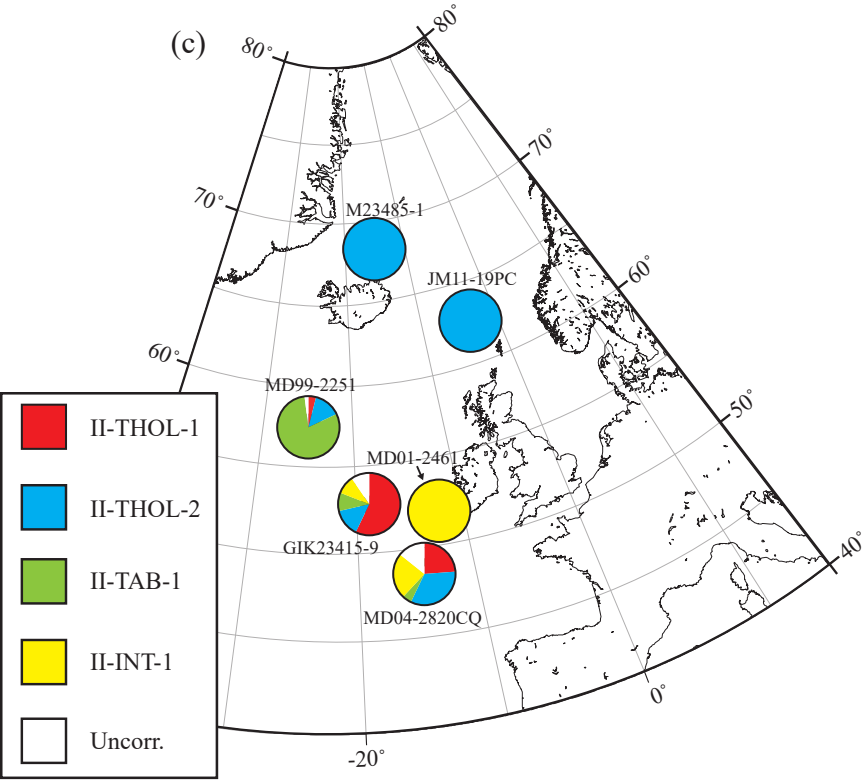 (c)
80°
80°
70°
70°
M23485-1
JM11-19PC
60°
60°
MD99-2251
II-THOL-1
50°
MD01-2461
II-THOL-2
GIK23415-9
40°
II-TAB-1
MD04-2820CQ
II-INT-1
0°
Uncorr.
-20°